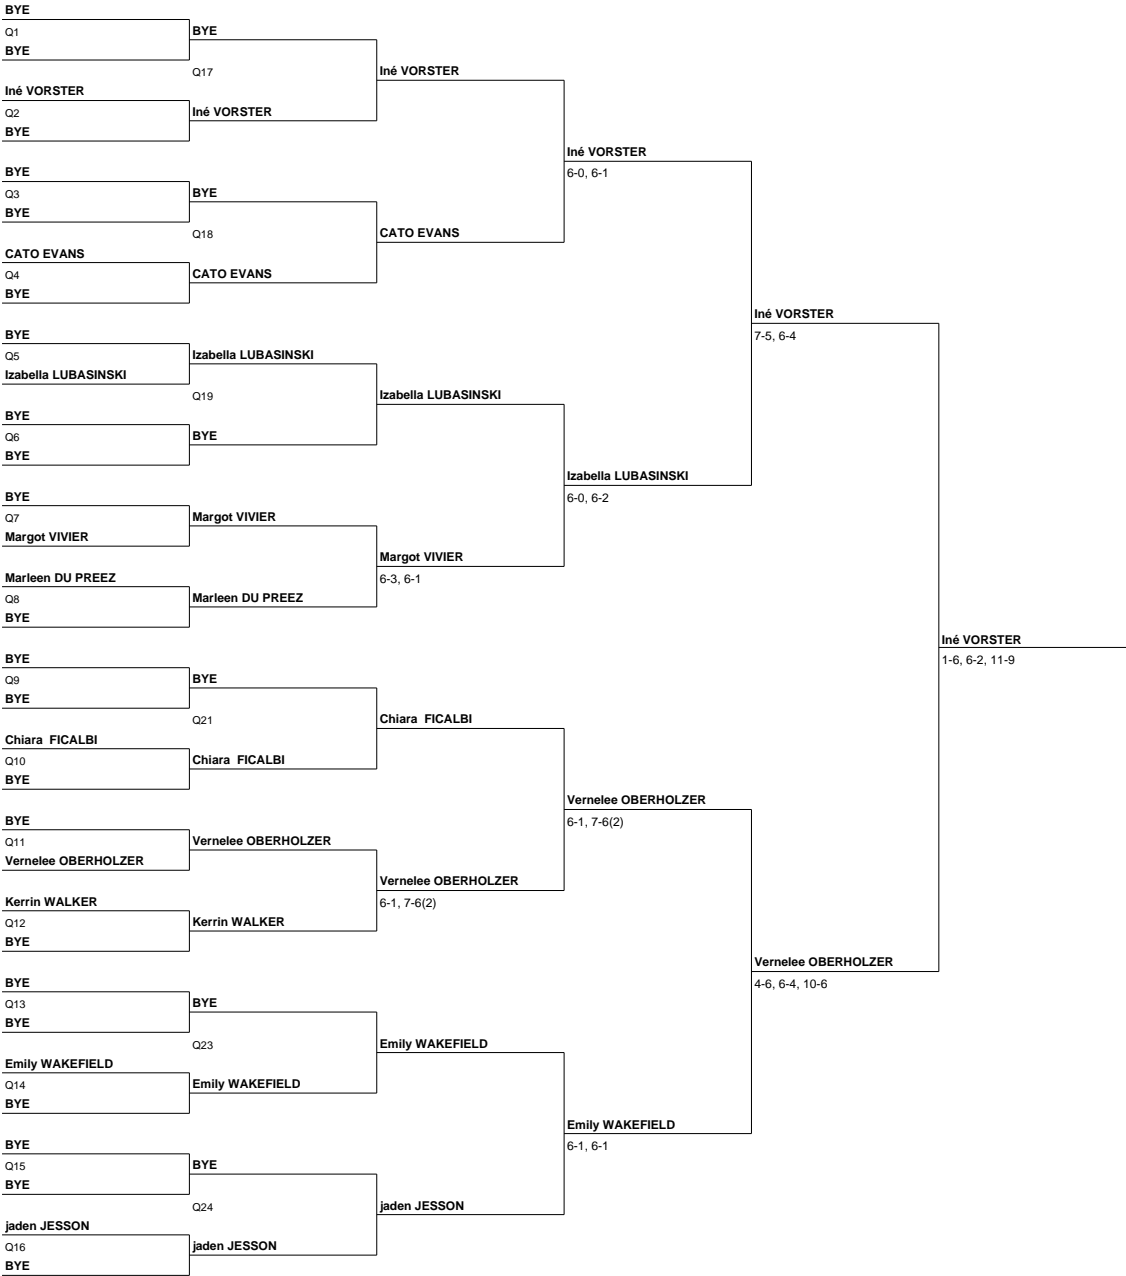 BYE
Q1
BYE
BYE
Q17
Iné VORSTER
Iné VORSTER
Q2
Iné VORSTER
BYE
Iné VORSTER
6-0, 6-1
BYE
Q3
BYE
BYE
Q18
CATO EVANS
CATO EVANS
Q4
CATO EVANS
BYE
Iné VORSTER
7-5, 6-4
BYE
Q5
Izabella LUBASINSKI
Izabella LUBASINSKI
Q19
Izabella LUBASINSKI
BYE
Q6
BYE
BYE
Izabella LUBASINSKI
6-0, 6-2
BYE
Q7
Margot VIVIER
Margot VIVIER
Margot VIVIER
6-3, 6-1
Marleen DU PREEZ
Q8
Marleen DU PREEZ
BYE
Iné VORSTER
1-6, 6-2, 11-9
BYE
Q9
BYE
BYE
Q21
Chiara  FICALBI
Chiara  FICALBI
Q10
Chiara  FICALBI
BYE
Vernelee OBERHOLZER
6-1, 7-6(2)
BYE
Q11
Vernelee OBERHOLZER
Vernelee OBERHOLZER
Vernelee OBERHOLZER
6-1, 7-6(2)
Kerrin WALKER
Q12
Kerrin WALKER
BYE
Vernelee OBERHOLZER
4-6, 6-4, 10-6
BYE
Q13
BYE
BYE
Q23
Emily WAKEFIELD
Emily WAKEFIELD
Q14
Emily WAKEFIELD
BYE
Emily WAKEFIELD
6-1, 6-1
BYE
Q15
BYE
BYE
Q24
jaden JESSON
jaden JESSON
Q16
jaden JESSON
BYE